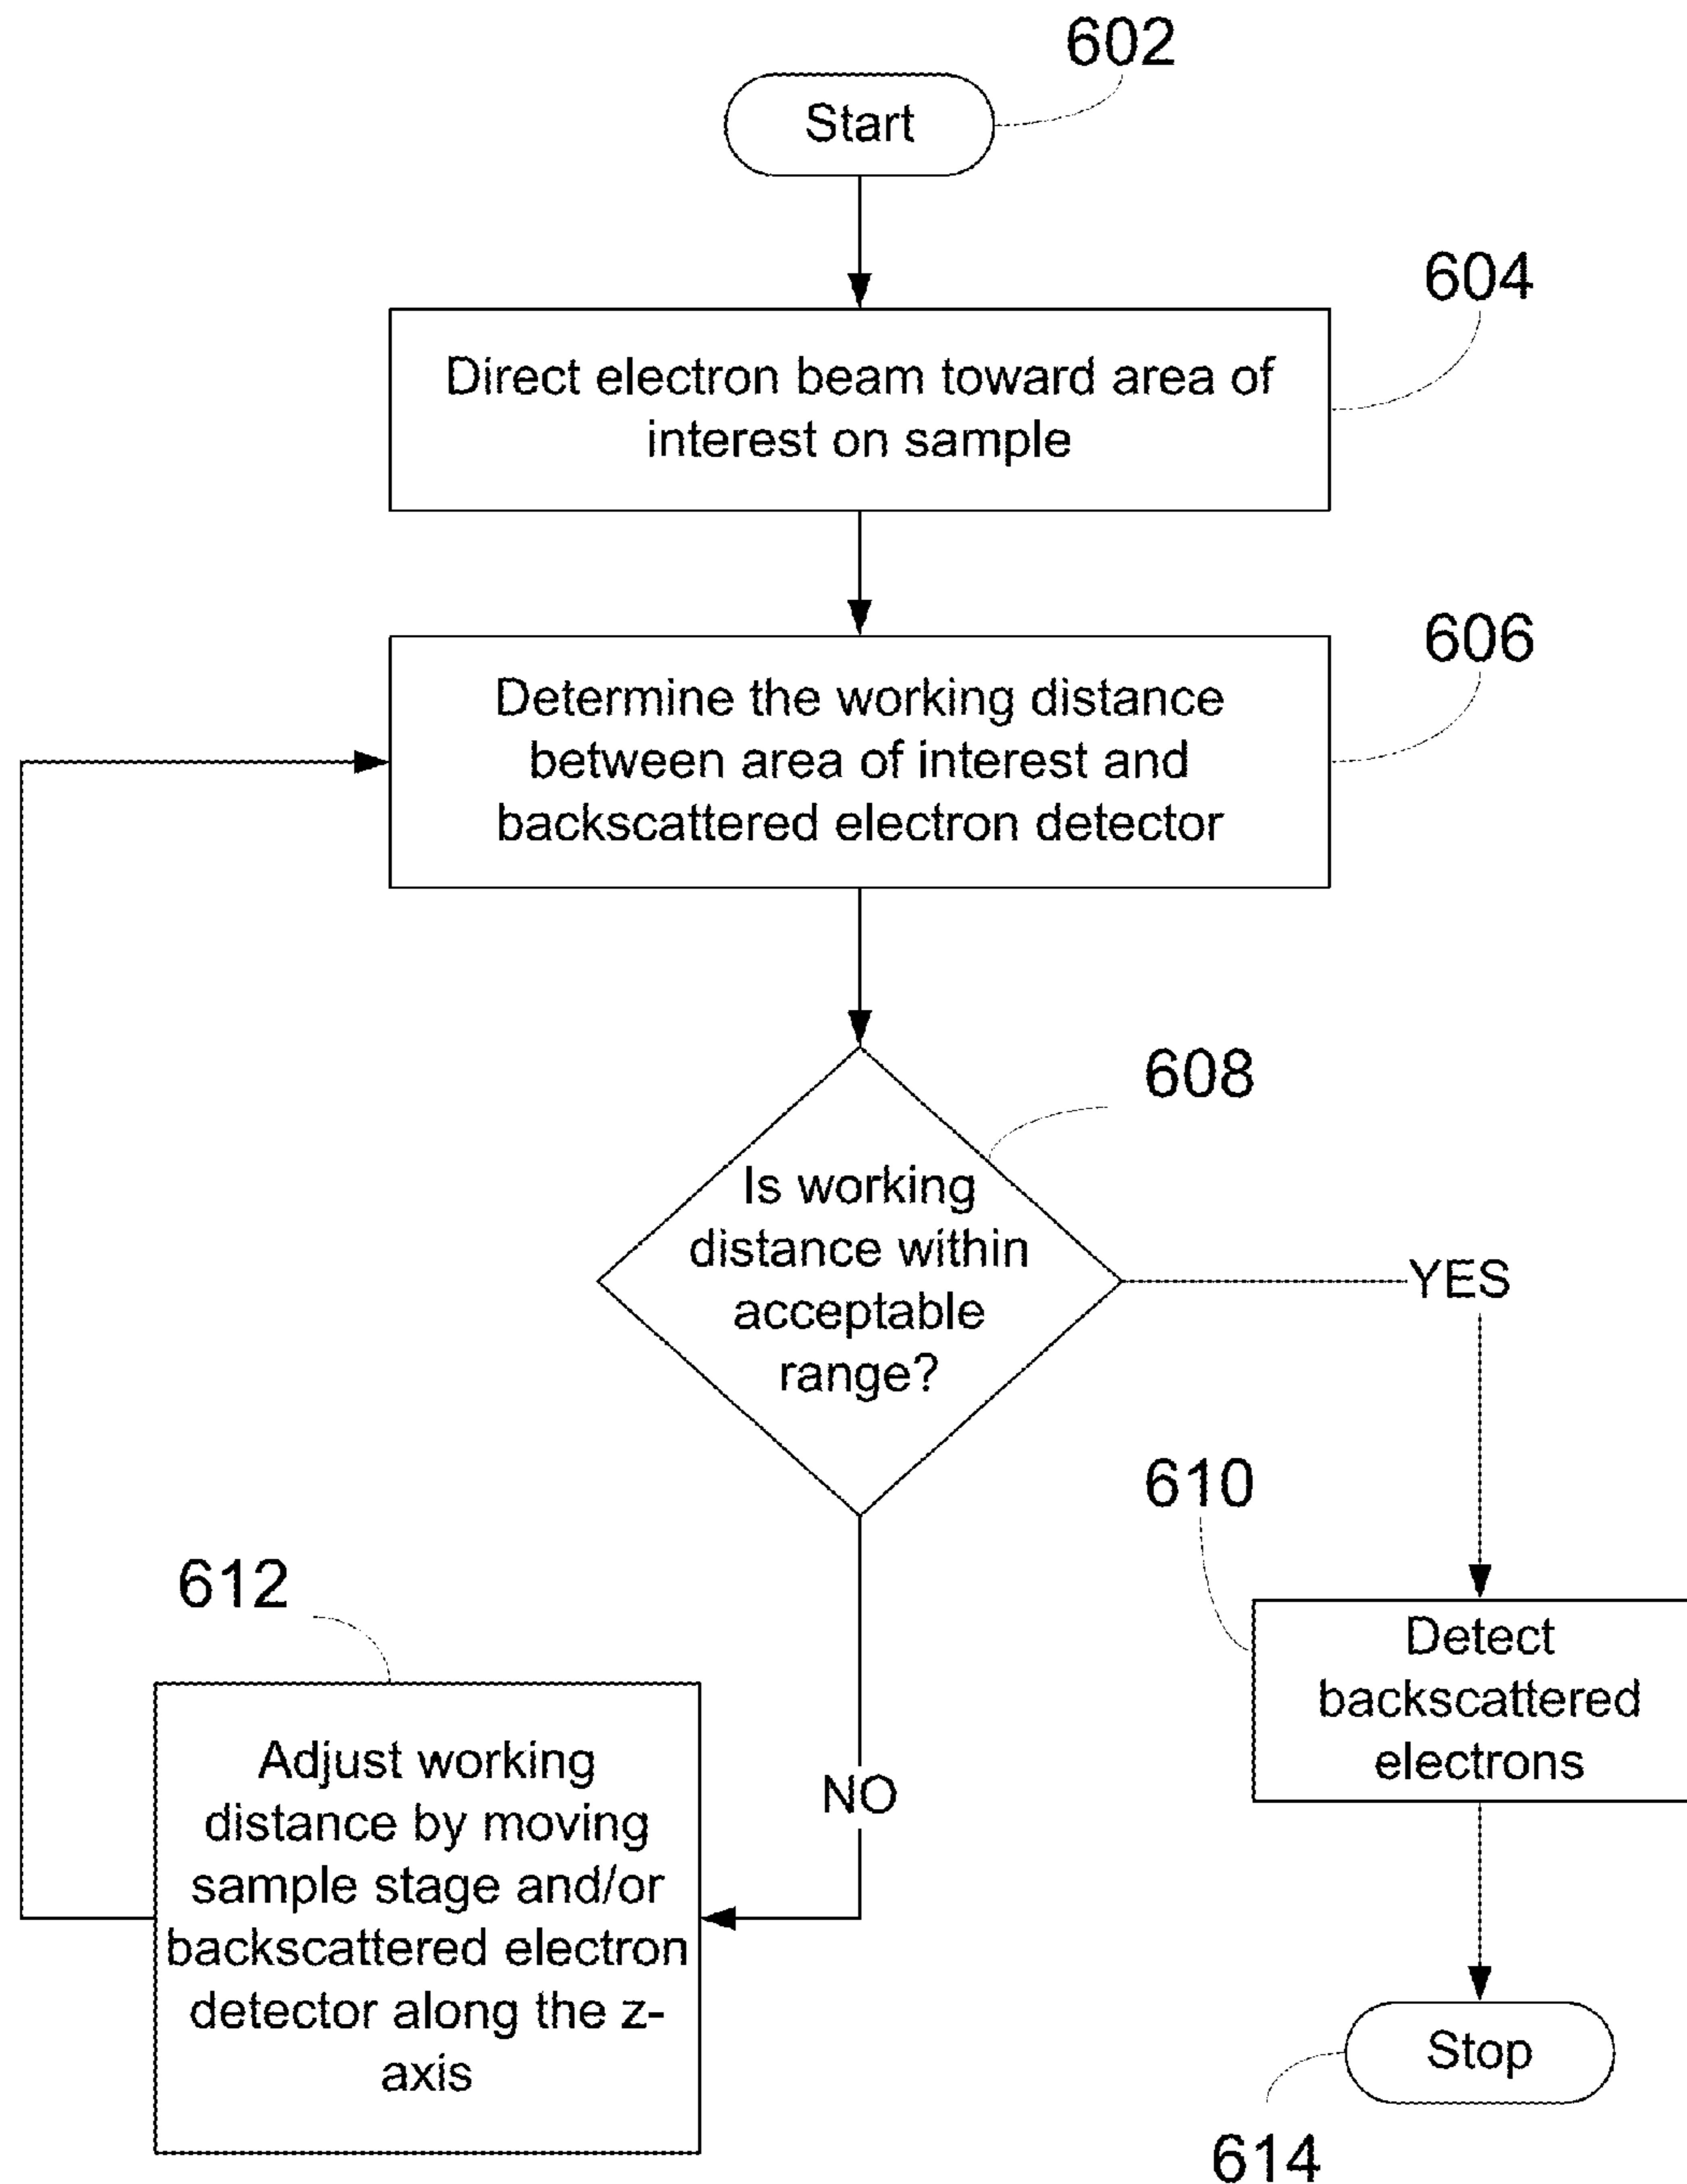 602
Start
604
Direct electron beam toward area of
interest on sample
606
Determine the working distance
between area of interest and
backscattered electron detector
608
Is working
distance within
acceptable
range?
YES
610
Detect
backscattered
electrons
612
Adjust working
distance by moving
sample stage and/or
backscattered electron
detector along the z-
axis
NO
Stop
614